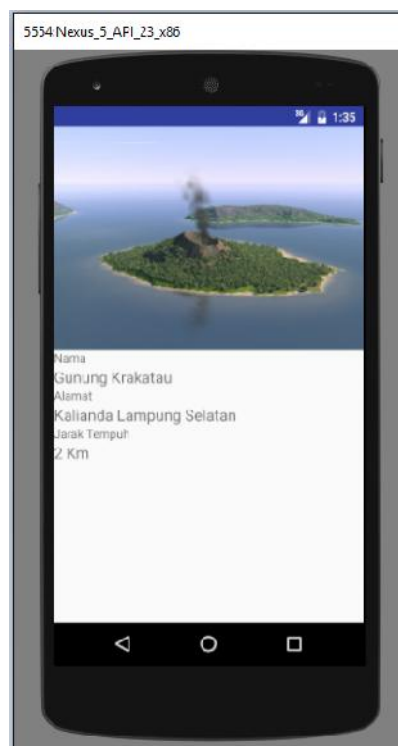 5554:Nexus_5_API_23_x86
1:35
Nama
Gunung Krakatau
Alamat
Kalianda Lampung Selatan
Jarak Tempuh
2 Km